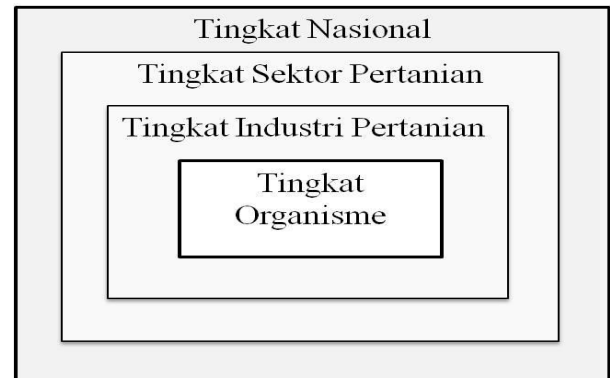 Tingkat Nasional
Tingkat Sektor Pertanian
Tingkat Industri Pertanian
Tingkat
Organisme